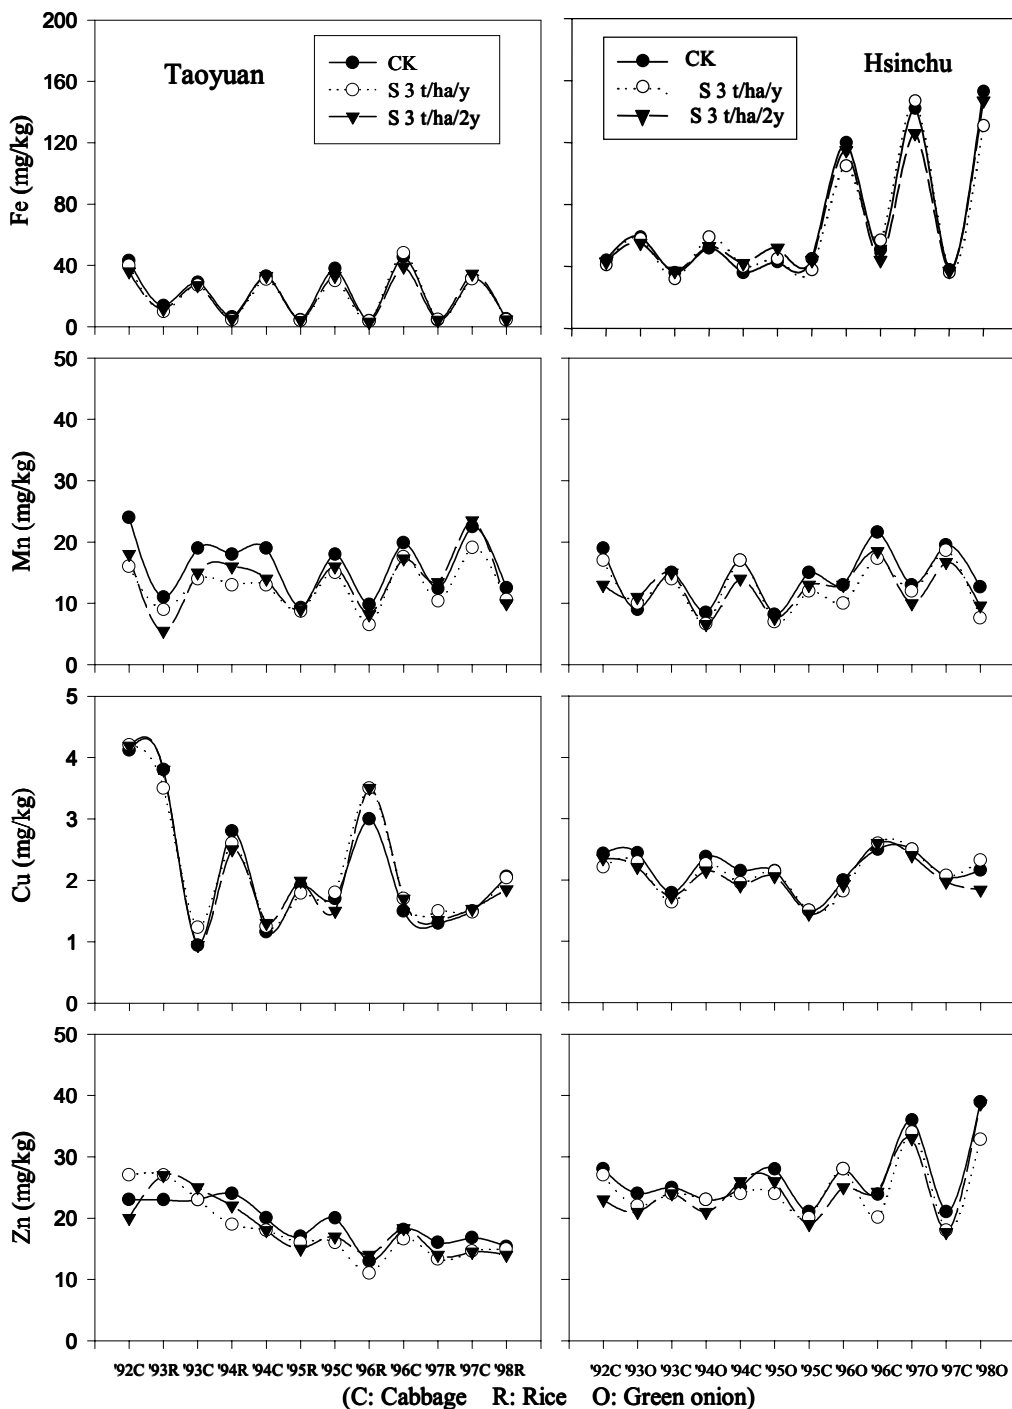 200
160
120
80
40
0
Fe (mg/kg)
Taoyuan
CK
S 3 t/ha/y
S 3 t/ha/2y
CK
S 3 t/ha/y
S 3 t/ha/2y
Hsinchu
50
40
30
20
10
0
Mn (mg/kg)
5
4
3
2
1
0
Cu (mg/kg)
50
40
30
20
10
0
Zn (mg/kg)
'92C '93R '93C '94R '94C '95R '95C '96R '96C '97R '97C '98R
'92C '93O '93C '94O '94C '95O '95C '96O '96C '97O '97C '98O
(C: Cabbage R: Rice O: Green onion)